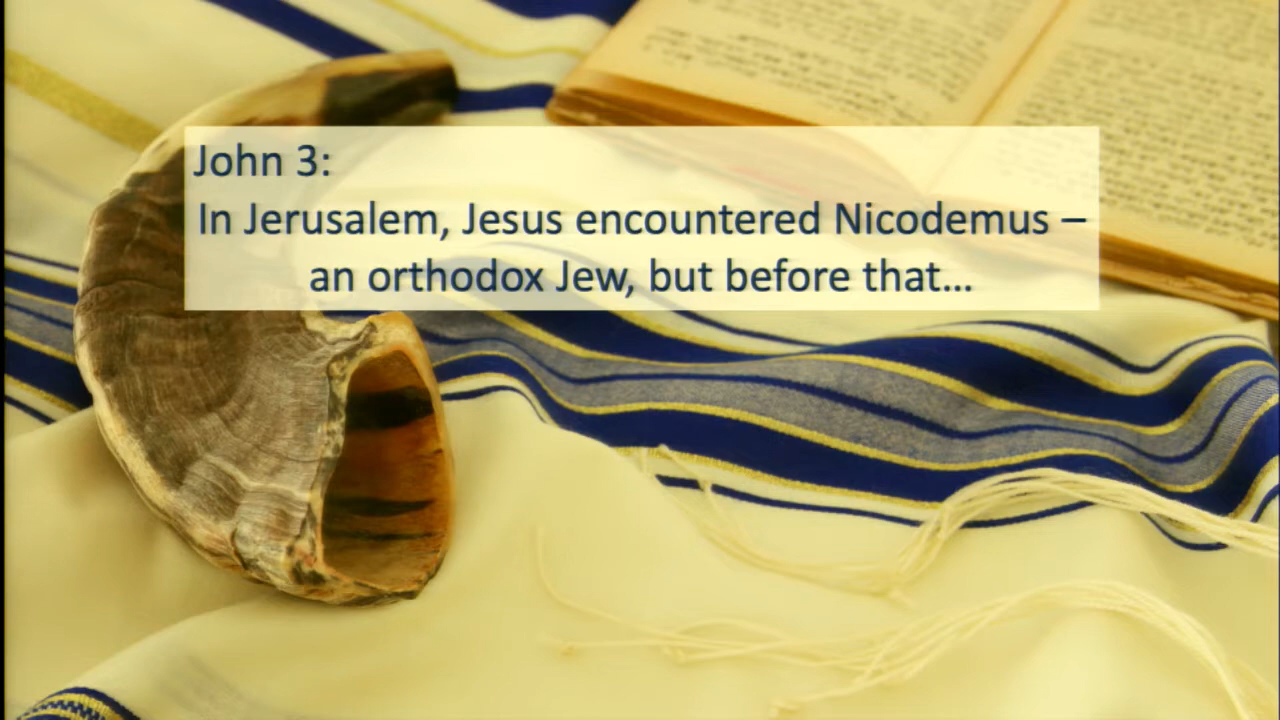 John 3:
In Jerusalem, Jesus encountered Nicodemus –
an orthodox Jew, but before that...